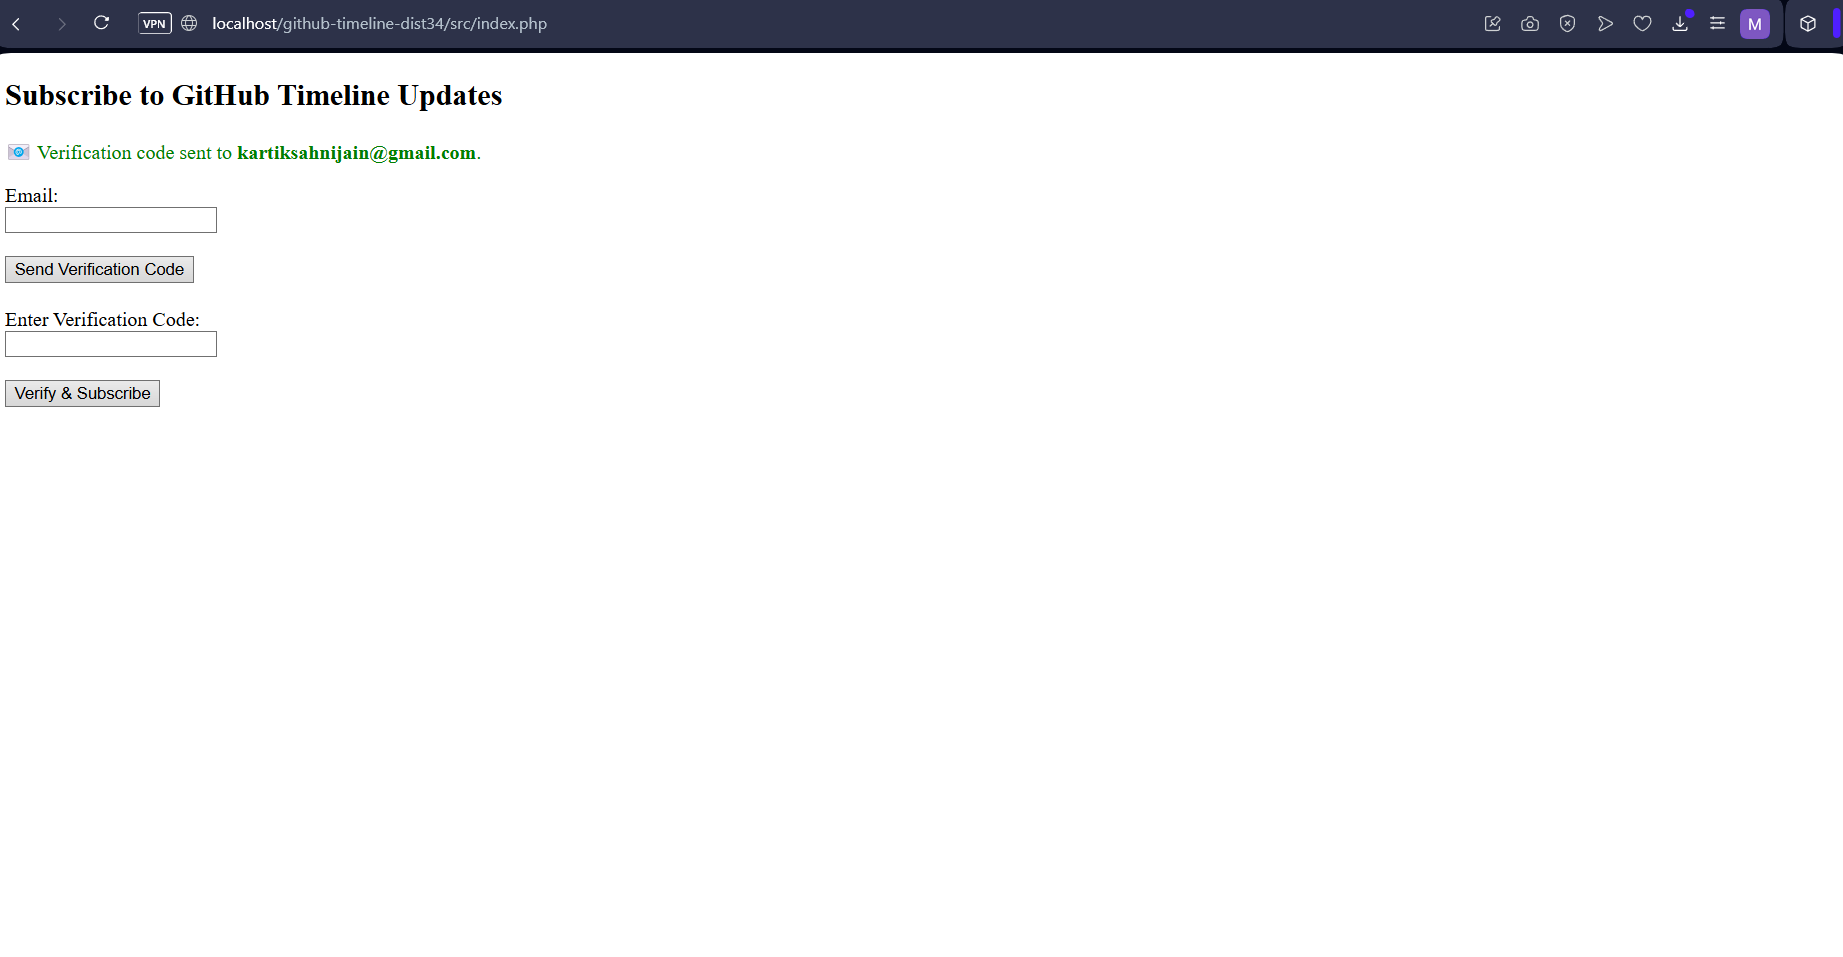 VPN localhost/github-timeline-dist34/src/index.php M
Subscribe to GitHub Timeline Updates
Verification code sent to kartiksahnijain@gmail.com.
Email:
Send Verification Code
Enter Verification Code:
Verify & Subscribe